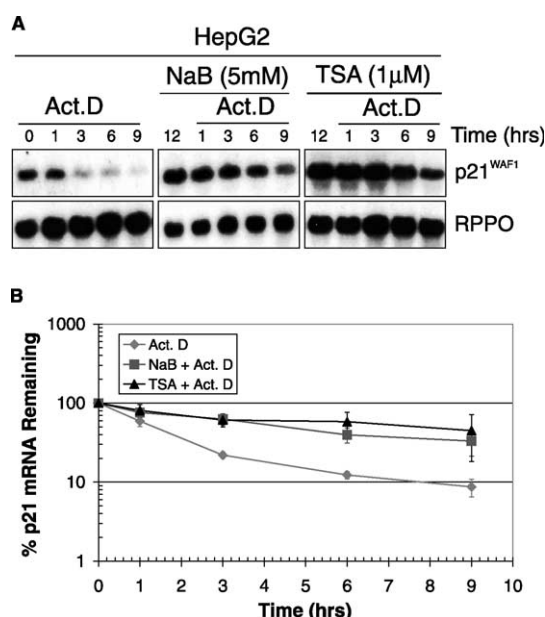 A
HepG2
NaB (5mM) TSA (1µM)
Act.D Act.D Act.D
0 1 3 6 9 12 1 3 6 9 12 1 3 6 9 Time (hrs)
p21WAF1
RPPO
B
1000
100
10
1
% p21 mRNA Remaining
Act. D
NaB + Act. D
TSA + Act. D
0 1 2 3 4 5 6 7 8 9 10
Time (hrs)